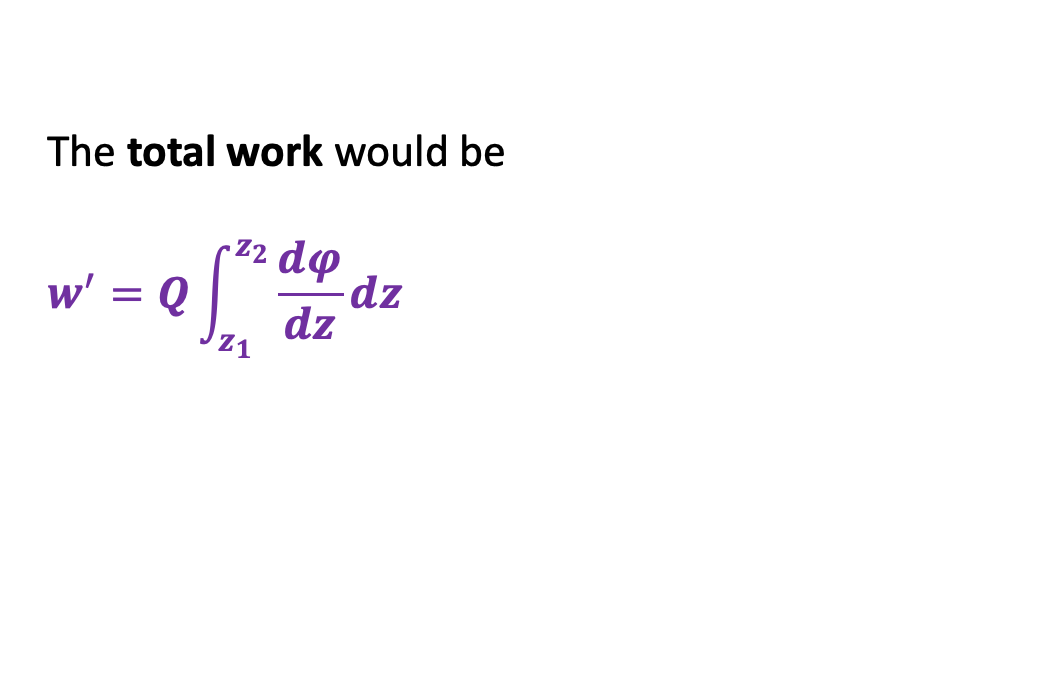 The total work would be
w′ = Q ∫_{z1}^{z2} dφ/dz dz